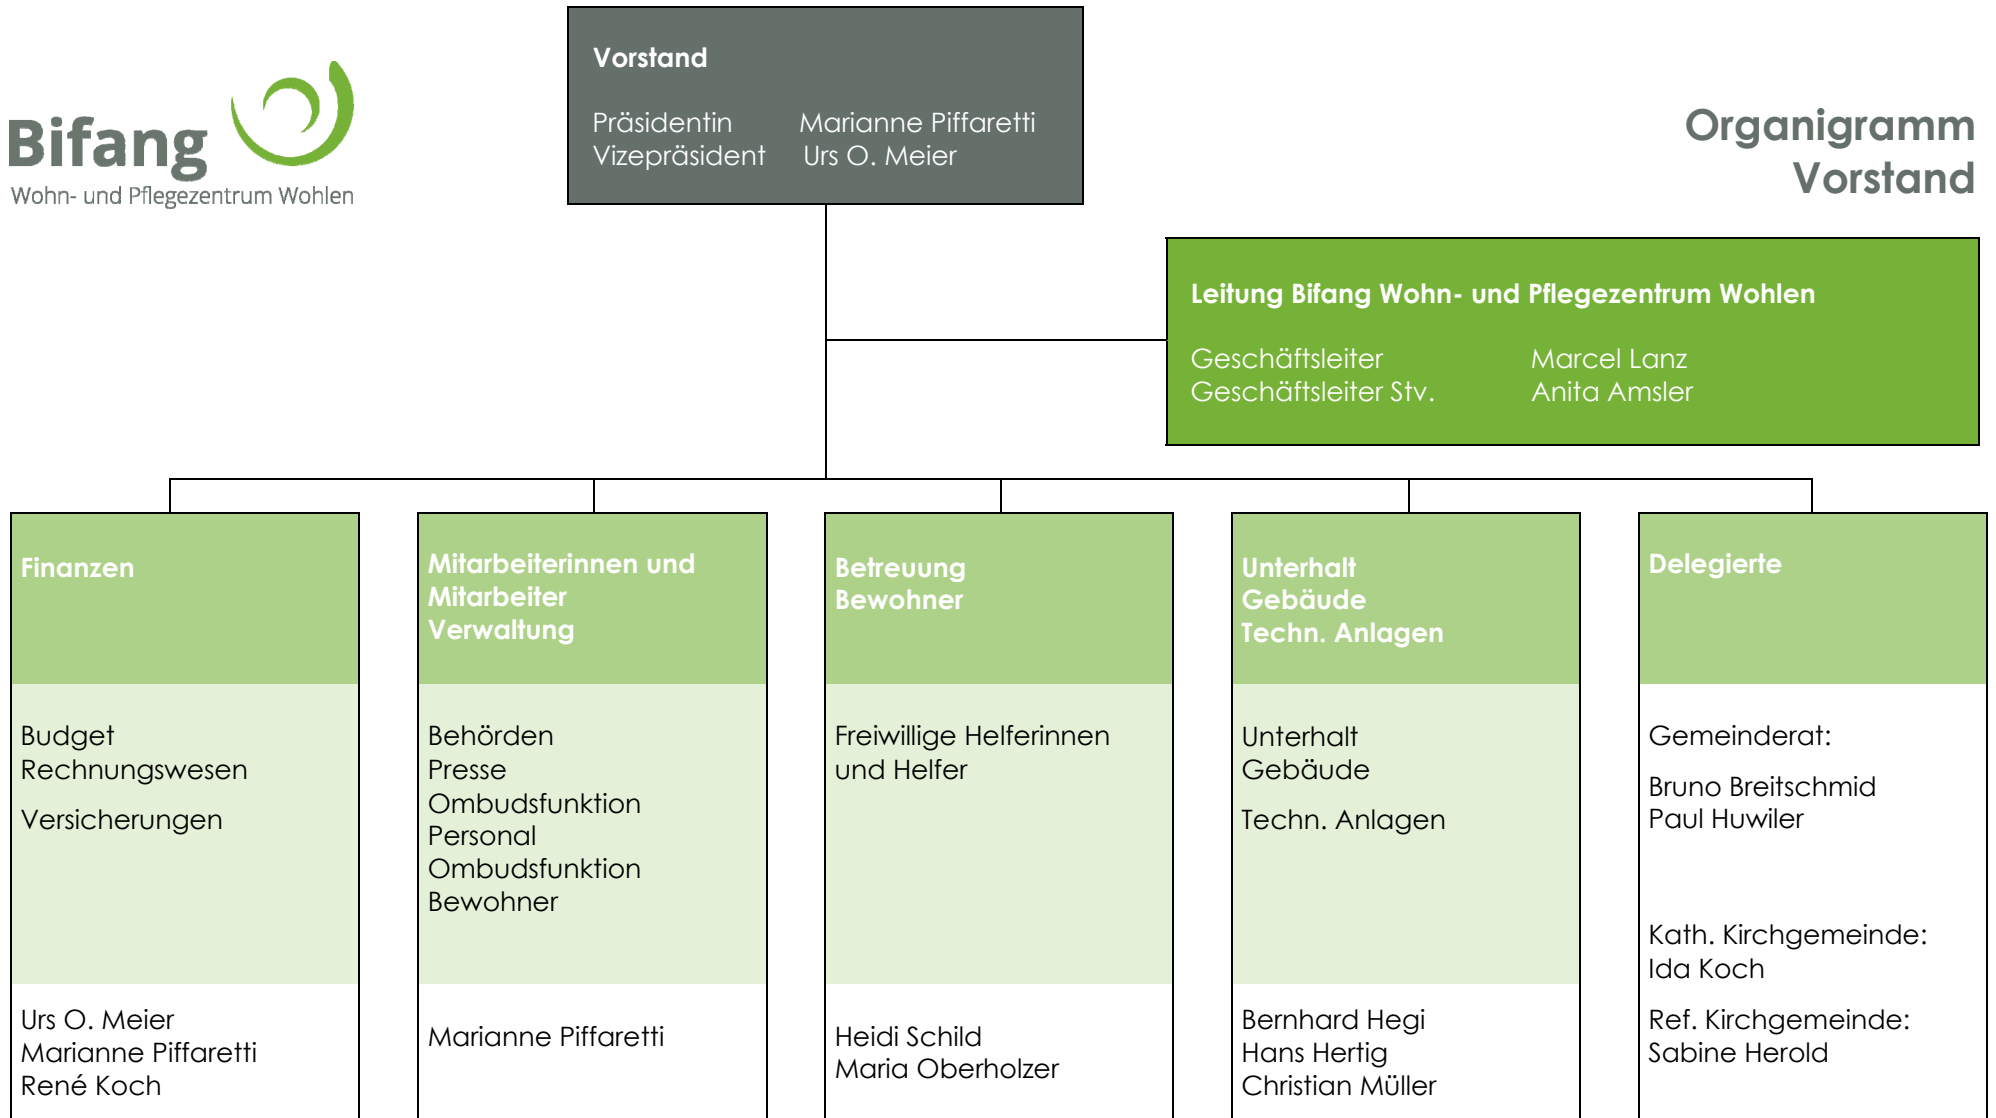 Bifang
Wohn- und Pflegezentrum Wohlen
Vorstand
Präsidentin Marianne Piffaretti
Vizepräsident Urs O. Meier
Organigramm
Vorstand
Leitung Bifang Wohn- und Pflegezentrum Wohlen
Geschäftsleiter Marcel Lanz
Geschäftsleiter Stv. Anita Amsler
Finanzen
Budget
Rechnungswesen
Versicherungen
Urs O. Meier
Marianne Piffaretti
René Koch
Mitarbeiterinnen und
Mitarbeiter
Verwaltung
Behörden
Presse
Ombudsfunktion
Personal
Ombudsfunktion
Bewohner
Marianne Piffaretti
Betreuung
Bewohner
Freiwillige Helferinnen
und Helfer
Heidi Schild
Maria Oberholzer
Unterhalt
Gebäude
Techn. Anlagen
Unterhalt
Gebäude
Techn. Anlagen
Bernhard Hegi
Hans Hertig
Christian Müller
Delegierte
Gemeinderat:
Bruno Breitschmid
Paul Huwiler
Kath. Kirchgemeinde:
Ida Koch
Ref. Kirchgemeinde:
Sabine Herold